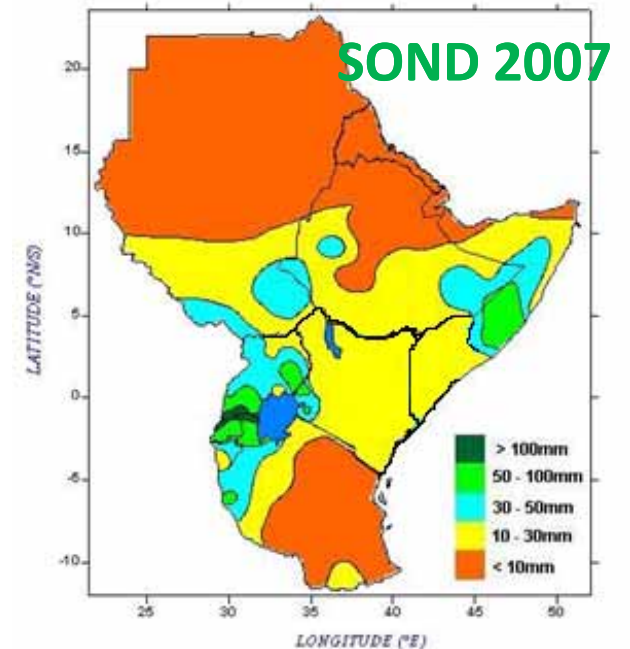 SOND 2007
LATITUDE (°N/S)
20
15
10
5
0
-5
-10
> 100mm
50 - 100mm
30 - 50mm
10 - 30mm
< 10mm
25
30
35
40
45
50
LONGITUDE (°E)